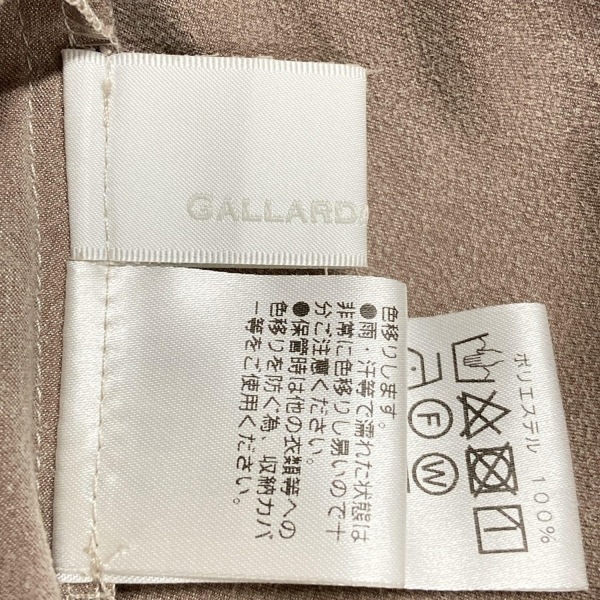 GALLARDA
色移りします。
●雨・汗等で濡れた状態は
非常に色移りし易いので十
分ご注意ください。
●保管時は他の衣類等への
色移りを防ぐ為、収納カバ
ー等をご使用ください。
ポリエステル 100%
F
W